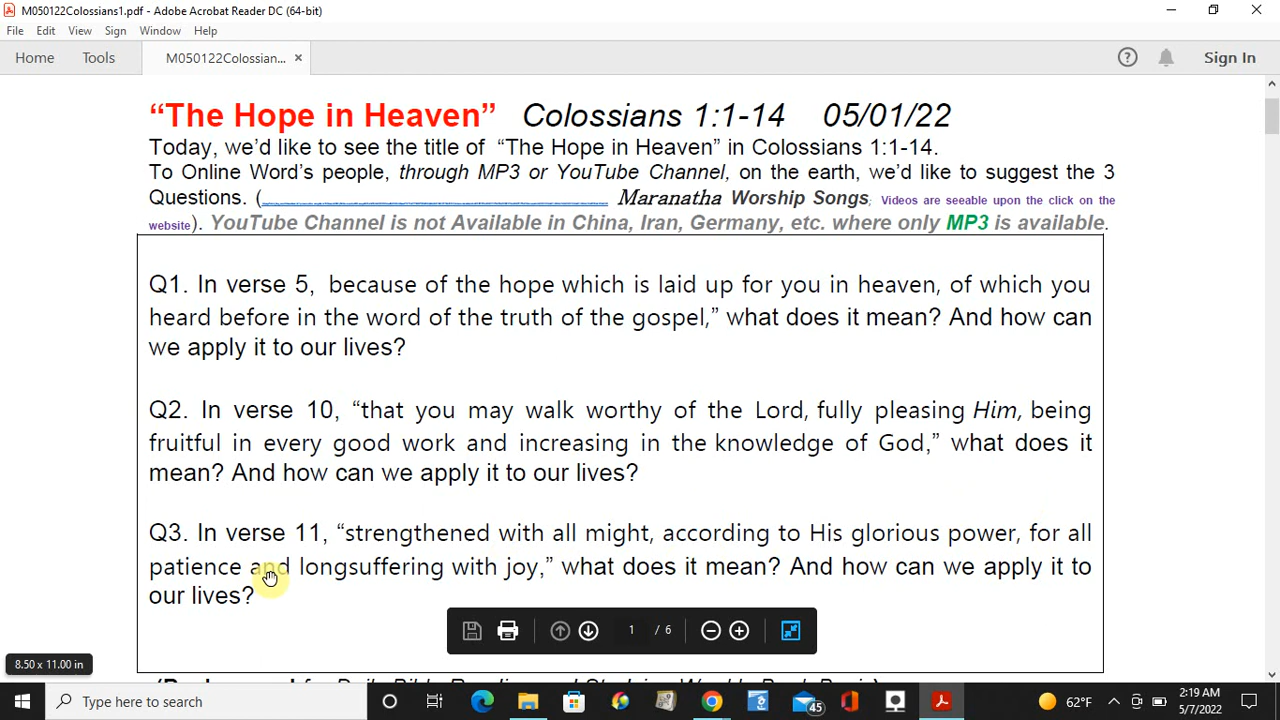 M050122Colossians1.pdf - Adobe Acrobat Reader DC (64-bit)
File Edit View Sign Window Help
Home Tools M050122Colossian... × Sign In
“The Hope in Heaven” Colossians 1:1-14 05/01/22
Today, we’d like to see the title of “The Hope in Heaven” in Colossians 1:1-14.
To Online Word’s people, through MP3 or YouTube Channel, on the earth, we’d like to suggest the 3
Questions. ( Maranatha Worship Songs; Videos are seeable upon the click on the
website). YouTube Channel is not Available in China, Iran, Germany, etc. where only MP3 is available.
Q1. In verse 5, because of the hope which is laid up for you in heaven, of which you
heard before in the word of the truth of the gospel,” what does it mean? And how can
we apply it to our lives?
Q2. In verse 10, “that you may walk worthy of the Lord, fully pleasing Him, being
fruitful in every good work and increasing in the knowledge of God,” what does it
mean? And how can we apply it to our lives?
Q3. In verse 11, “strengthened with all might, according to His glorious power, for all
patience and longsuffering with joy,” what does it mean? And how can we apply it to
our lives?
1 / 6
8.50 x 11.00 in
Type here to search
45
62°F
2:19 AM
5/7/2022